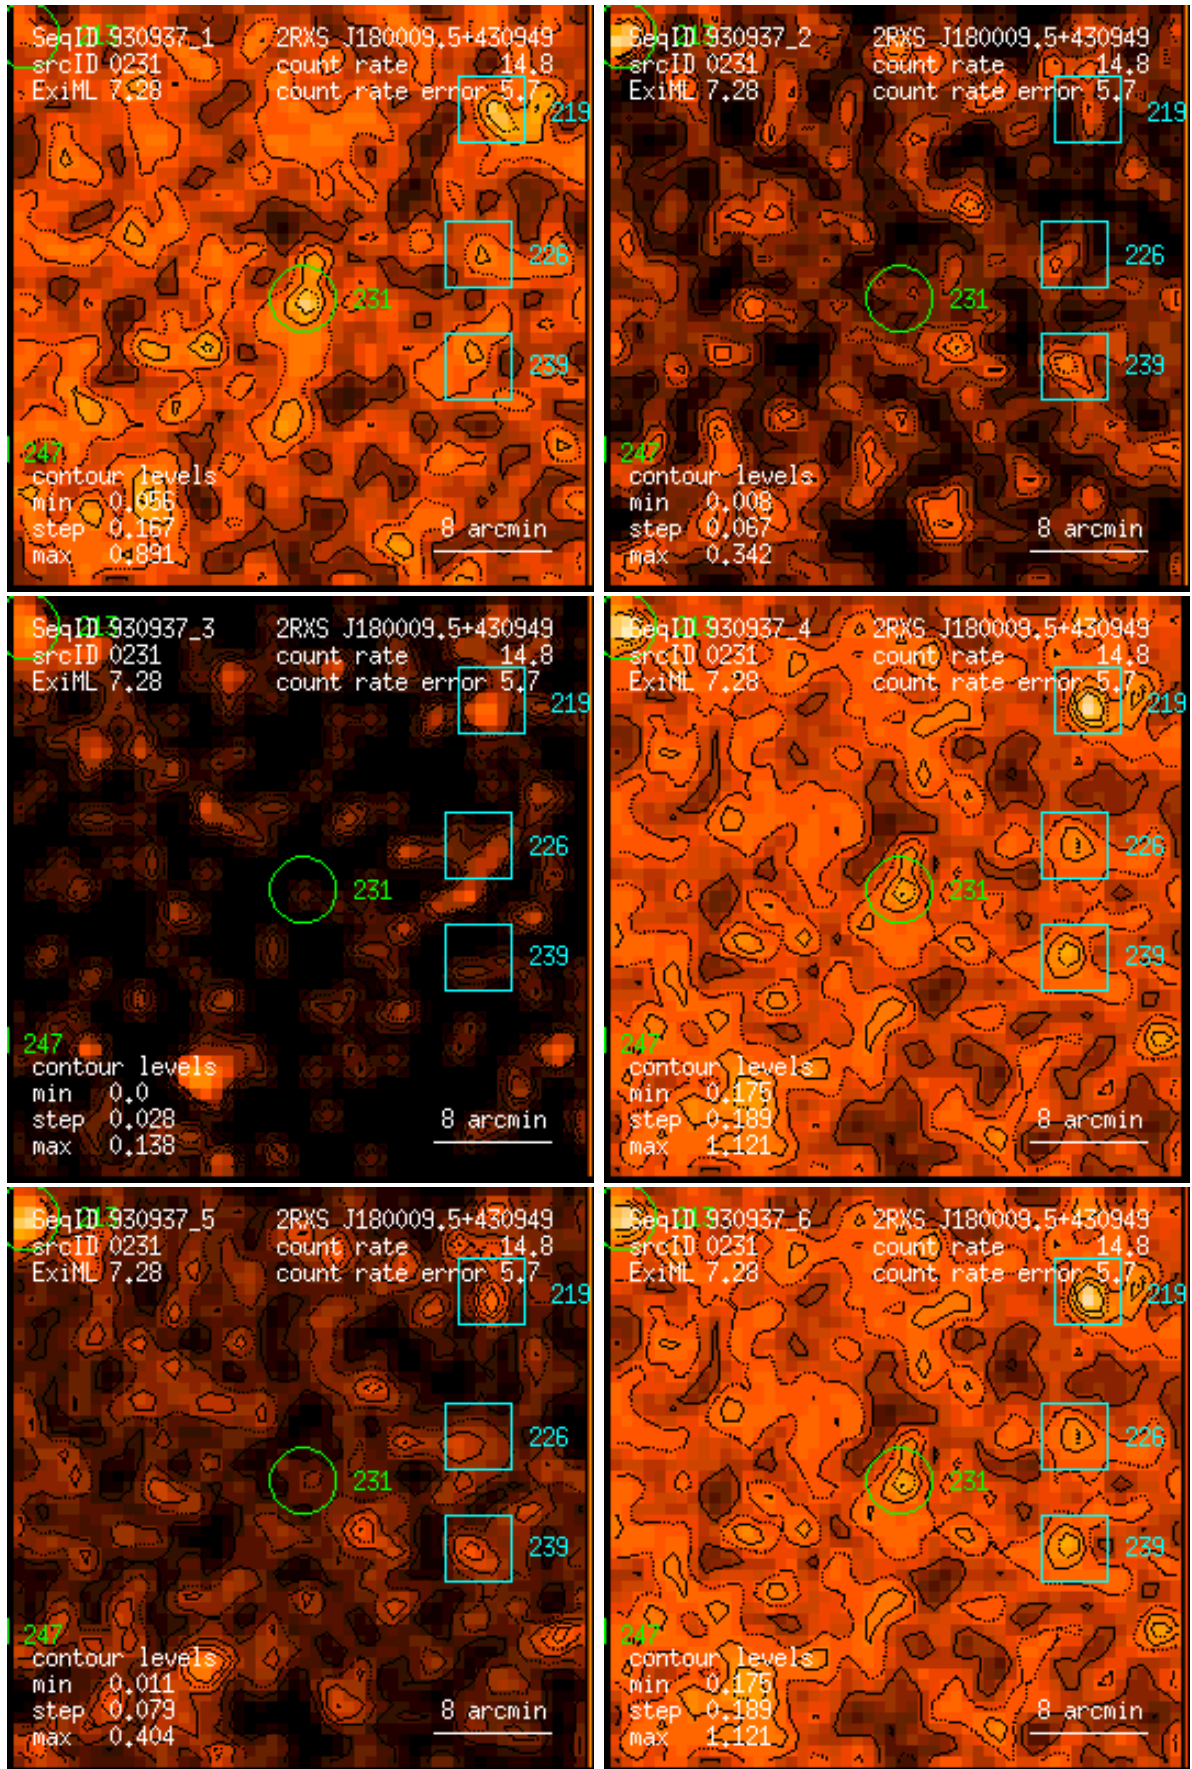 213
SeqID 930937_1 2RXS J180009.5+430949
srcID 0231 count rate 14.8
ExiML 7.28 count rate error 5.7
219
226
231
239
247
contour levels
min 0.056
step 0.167
max 0.891
8 arcmin
213
SeqID 930937_2 2RXS J180009.5+430949
srcID 0231 count rate 14.8
ExiML 7.28 count rate error 5.7
219
226
231
239
247
contour levels
min 0.008
step 0.067
max 0.342
8 arcmin
213
SeqID 930937_3 2RXS J180009.5+430949
srcID 0231 count rate 14.8
ExiML 7.28 count rate error 5.7
219
226
231
239
247
contour levels
min 0.0
step 0.028
max 0.138
8 arcmin
213
SeqID 930937_4 2RXS J180009.5+430949
srcID 0231 count rate 14.8
ExiML 7.28 count rate error 5.7
219
226
231
239
247
contour levels
min 0.175
step 0.189
max 1.121
8 arcmin
213
SeqID 930937_5 2RXS J180009.5+430949
srcID 0231 count rate 14.8
ExiML 7.28 count rate error 5.7
219
226
231
239
247
contour levels
min 0.011
step 0.079
max 0.404
8 arcmin
213
SeqID 930937_6 2RXS J180009.5+430949
srcID 0231 count rate 14.8
ExiML 7.28 count rate error 5.7
219
226
231
239
247
contour levels
min 0.175
step 0.189
max 1.121
8 arcmin